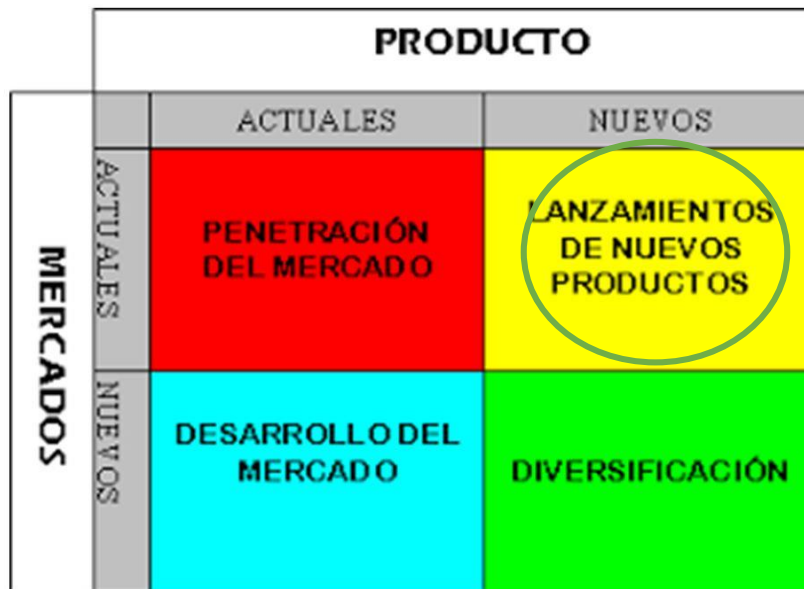 PRODUCTO
ACTUALES
NUEVOS
MERCADOS
ACTUALES
PENETRACIÓN
DEL MERCADO
LANZAMIENTOS
DE NUEVOS
PRODUCTOS
NUEVOS
DESARROLLO DEL
MERCADO
DIVERSIFICACIÓN